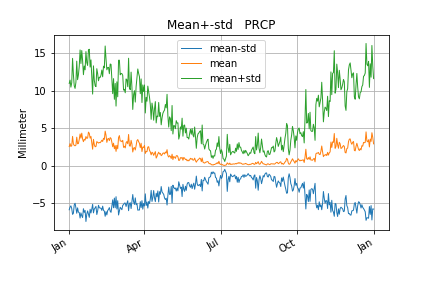 Mean+-std   PRCP
mean-std
mean
mean+std
Millimeter
15
10
5
0
−5
Jan
Apr
Jul
Oct
Jan